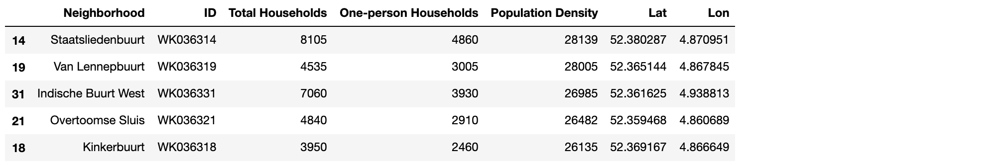 Neighborhood ID Total Households One-person Households Population Density Lat Lon
14 Staatsliedenbuurt WK036314 8105 4860 28139 52.380287 4.870951
19 Van Lennepbuurt WK036319 4535 3005 28005 52.365144 4.867845
31 Indische Buurt West WK036331 7060 3930 26985 52.361625 4.938813
21 Overtoomse Sluis WK036321 4840 2910 26482 52.359468 4.860689
18 Kinkerbuurt WK036318 3950 2460 26135 52.369167 4.866649